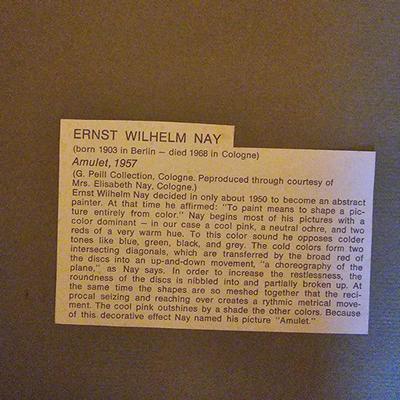 ERNST WILHELM NAY
(born 1903 in Berlin – died 1968 in Cologne)
Amulet, 1957
(G. Peill Collection, Cologne. Peproduced through courtesy of
Mrs. Elisabeth Nay, Cologne.)
Ernst Wilhelm Nay decided in only about 1950 to become an abstract
painter. At that time he affirmed: "To paint means to shape a pic-
ture entirely from color." Nay begins most of his pictures with a
color dominant – in our case a cool pink, a neutral ochre, and two
reds of a very warm hue. To this color sound he opposes colder
tones like blue, green, black, and grey. The cold colors form two
intersecting diagonals, which are transferred by the broad red of
the discs into an up-and-down movement, "a choreography of the
plane," as Nay says. In order to increase the restlessness, the
roundness of the discs is nibbled into and partially broken up. At
the same time the shapes are so meshed together that the reci-
procal seizing and reaching over creates a rythmic metrical move-
ment. The cool pink outshines by a shade the other colors. Because
of this decorative effect Nay named his picture "Amulet."